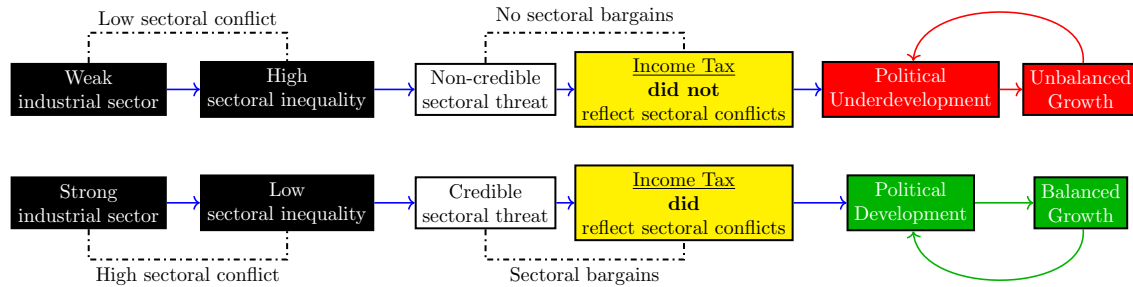 Low sectoral conflict
No sectoral bargains
Weak
industrial sector
High
sectoral inequality
Non-credible
sectoral threat
Income Tax
did not
reflect sectoral conflicts
Political
Underdevelopment
Unbalanced
Growth
Strong
industrial sector
Low
sectoral inequality
Credible
sectoral threat
Income Tax
did
reflect sectoral conflicts
Political
Development
Balanced
Growth
High sectoral conflict
Sectoral bargains